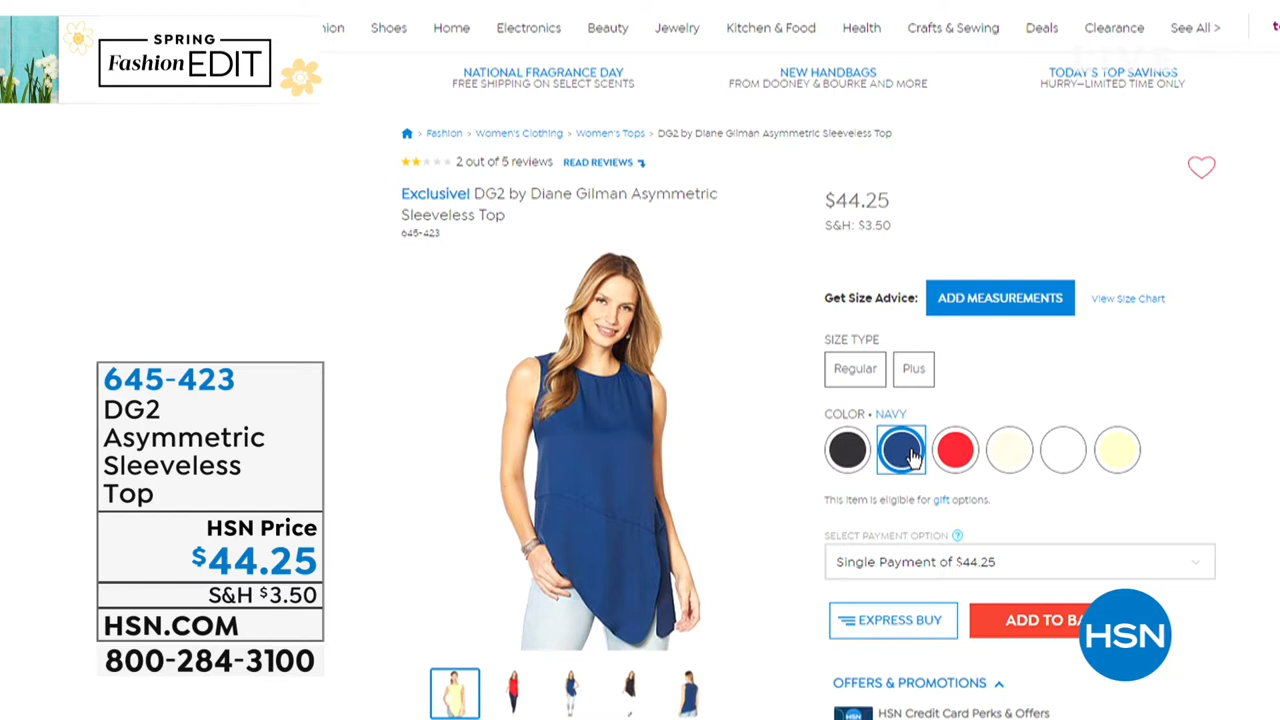 SPRING
Fashion EDIT
Shoes
Home
Electronics
Beauty
Jewelry
Kitchen & Food
Health
Crafts & Sewing
Deals
Clearance
See All >
NATIONAL FRAGRANCE DAY
FREE SHIPPING ON SELECT SCENTS
NEW HANDBAGS
FROM DOONEY & BOURKE AND MORE
TODAY'S TOP SAVINGS
HURRY—LIMITED TIME ONLY
Fashion > Women's Clothing > Women's Tops > DG2 by Diane Gilman Asymmetric Sleeveless Top
2 out of 5 reviews READ REVIEWS
Exclusive! DG2 by Diane Gilman Asymmetric
Sleeveless Top
645-423
$44.25
S&H: $3.50
Get Size Advice: ADD MEASUREMENTS View Size Chart
SIZE TYPE
Regular Plus
COLOR • NAVY
This item is eligible for gift options.
SELECT PAYMENT OPTION ?
Single Payment of $44.25
EXPRESS BUY
ADD TO BA
HSN
OFFERS & PROMOTIONS
HSN
HSN Credit Card Perks & Offers
645-423
DG2
Asymmetric
Sleeveless
Top
HSN Price
$44.25
S&H $3.50
HSN.COM
800-284-3100